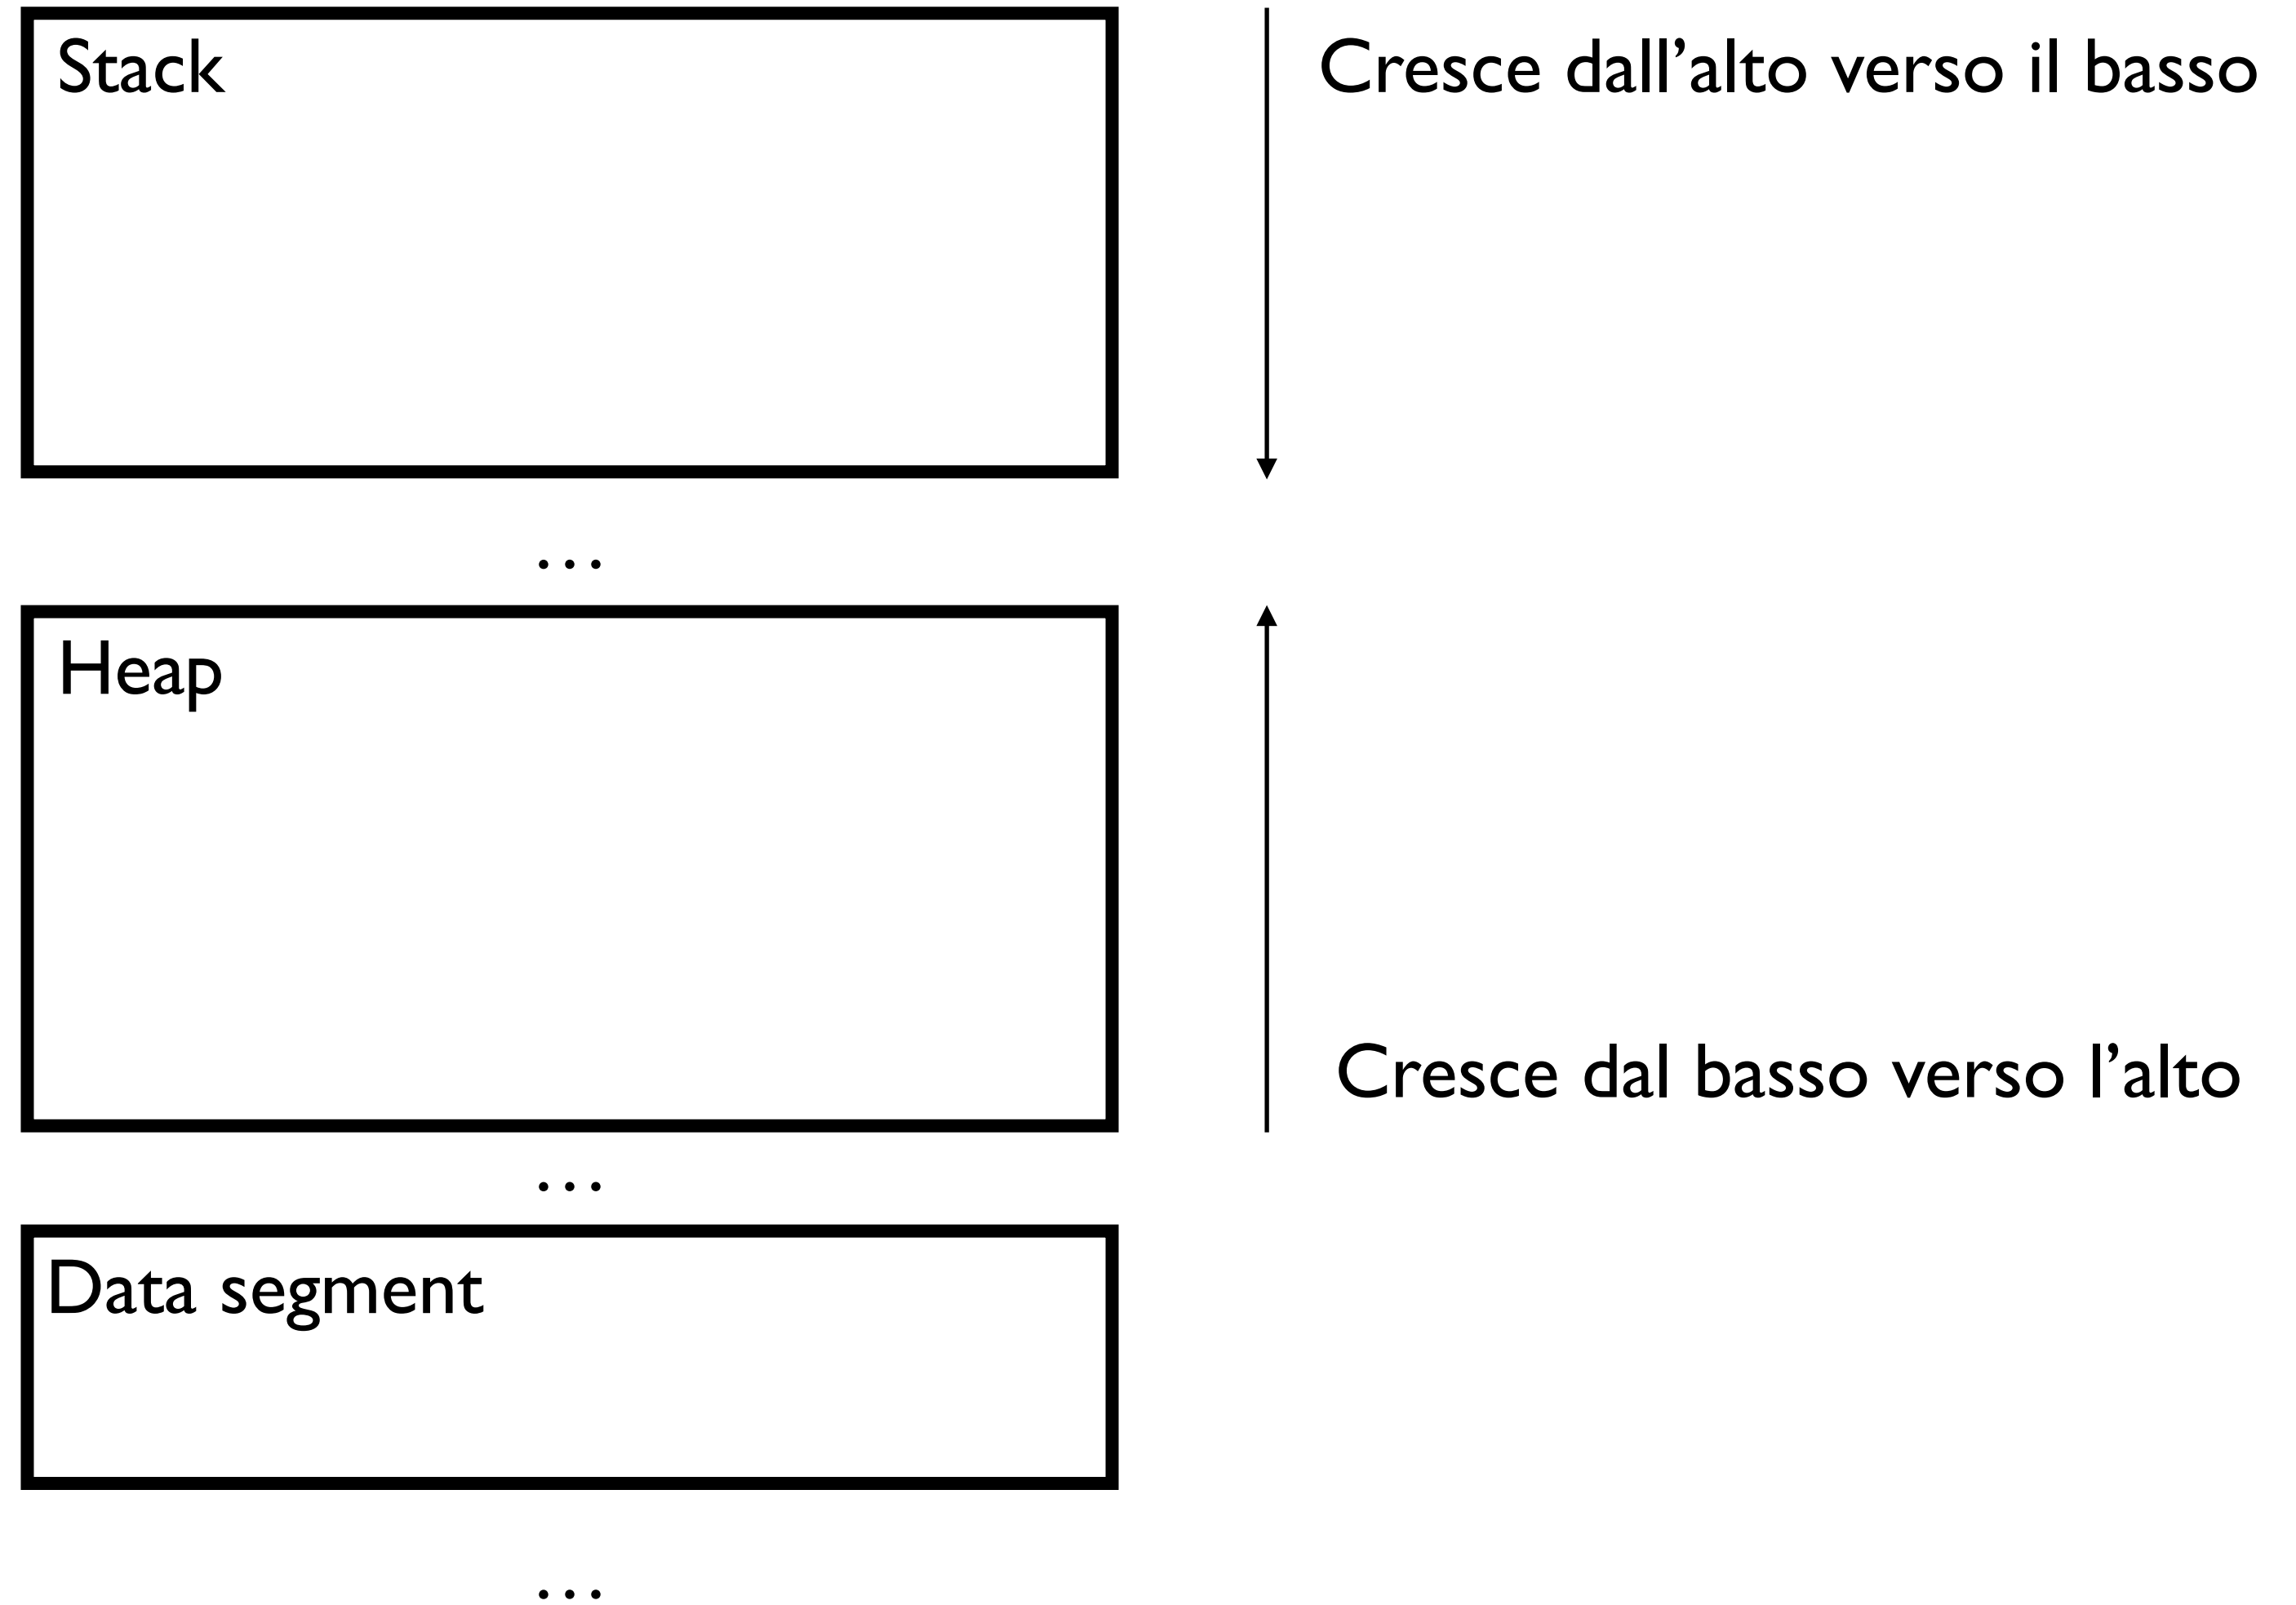 Stack
Cresce dall’alto verso il basso
…
Heap
Cresce dal basso verso l’alto
…
Data segment
…